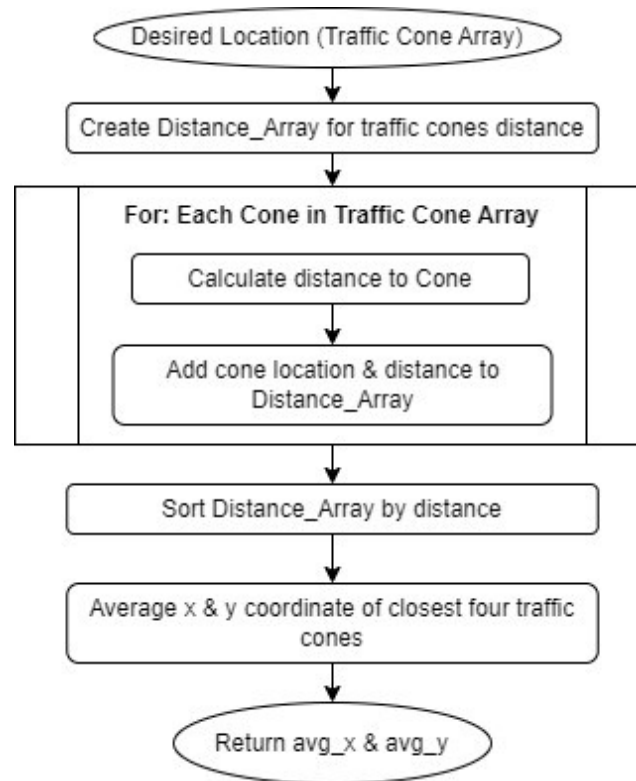 Desired Location (Traffic Cone Array)
Create Distance_Array for traffic cones distance
For: Each Cone in Traffic Cone Array
Calculate distance to Cone
Add cone location & distance to
Distance_Array
Sort Distance_Array by distance
Average x & y coordinate of closest four traffic
cones
Return avg_x & avg_y